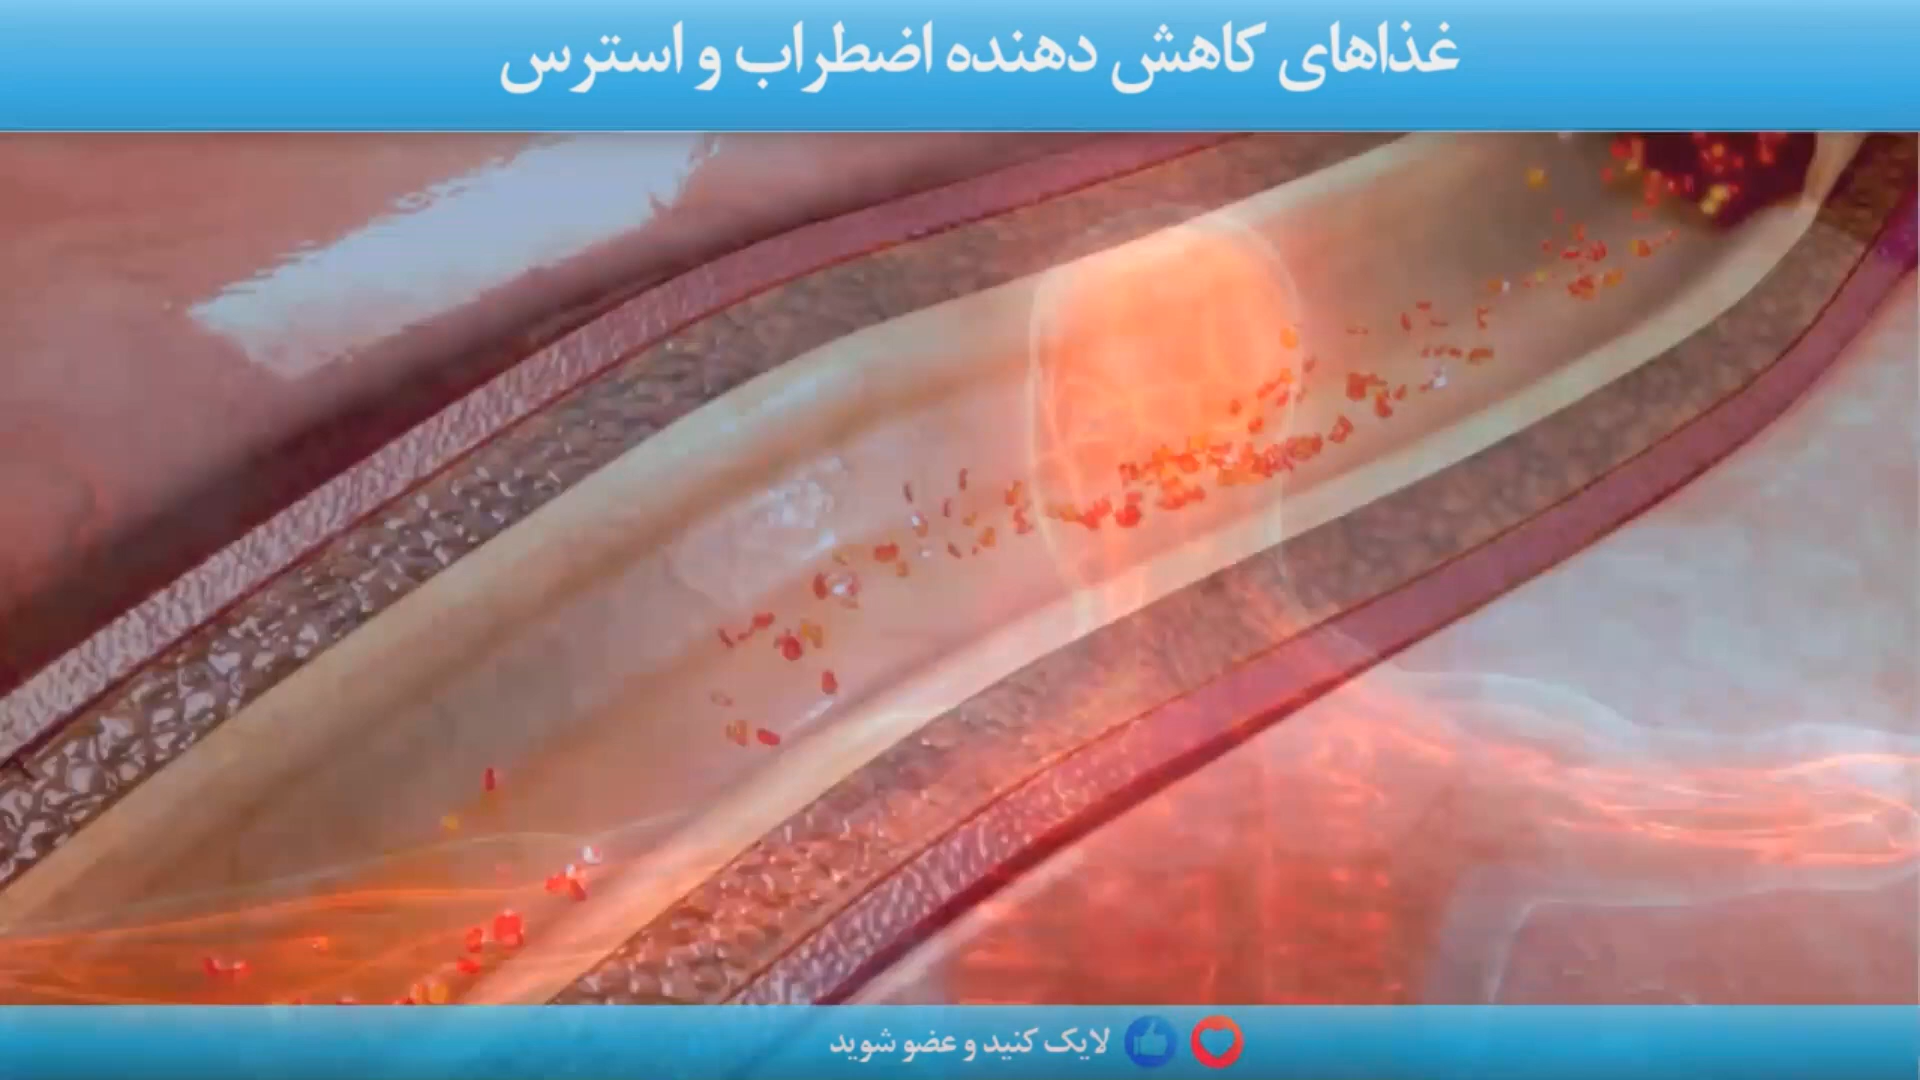 غذاهای کاهش دهنده اضطراب و استرس
لایک کنید و عضو شوید